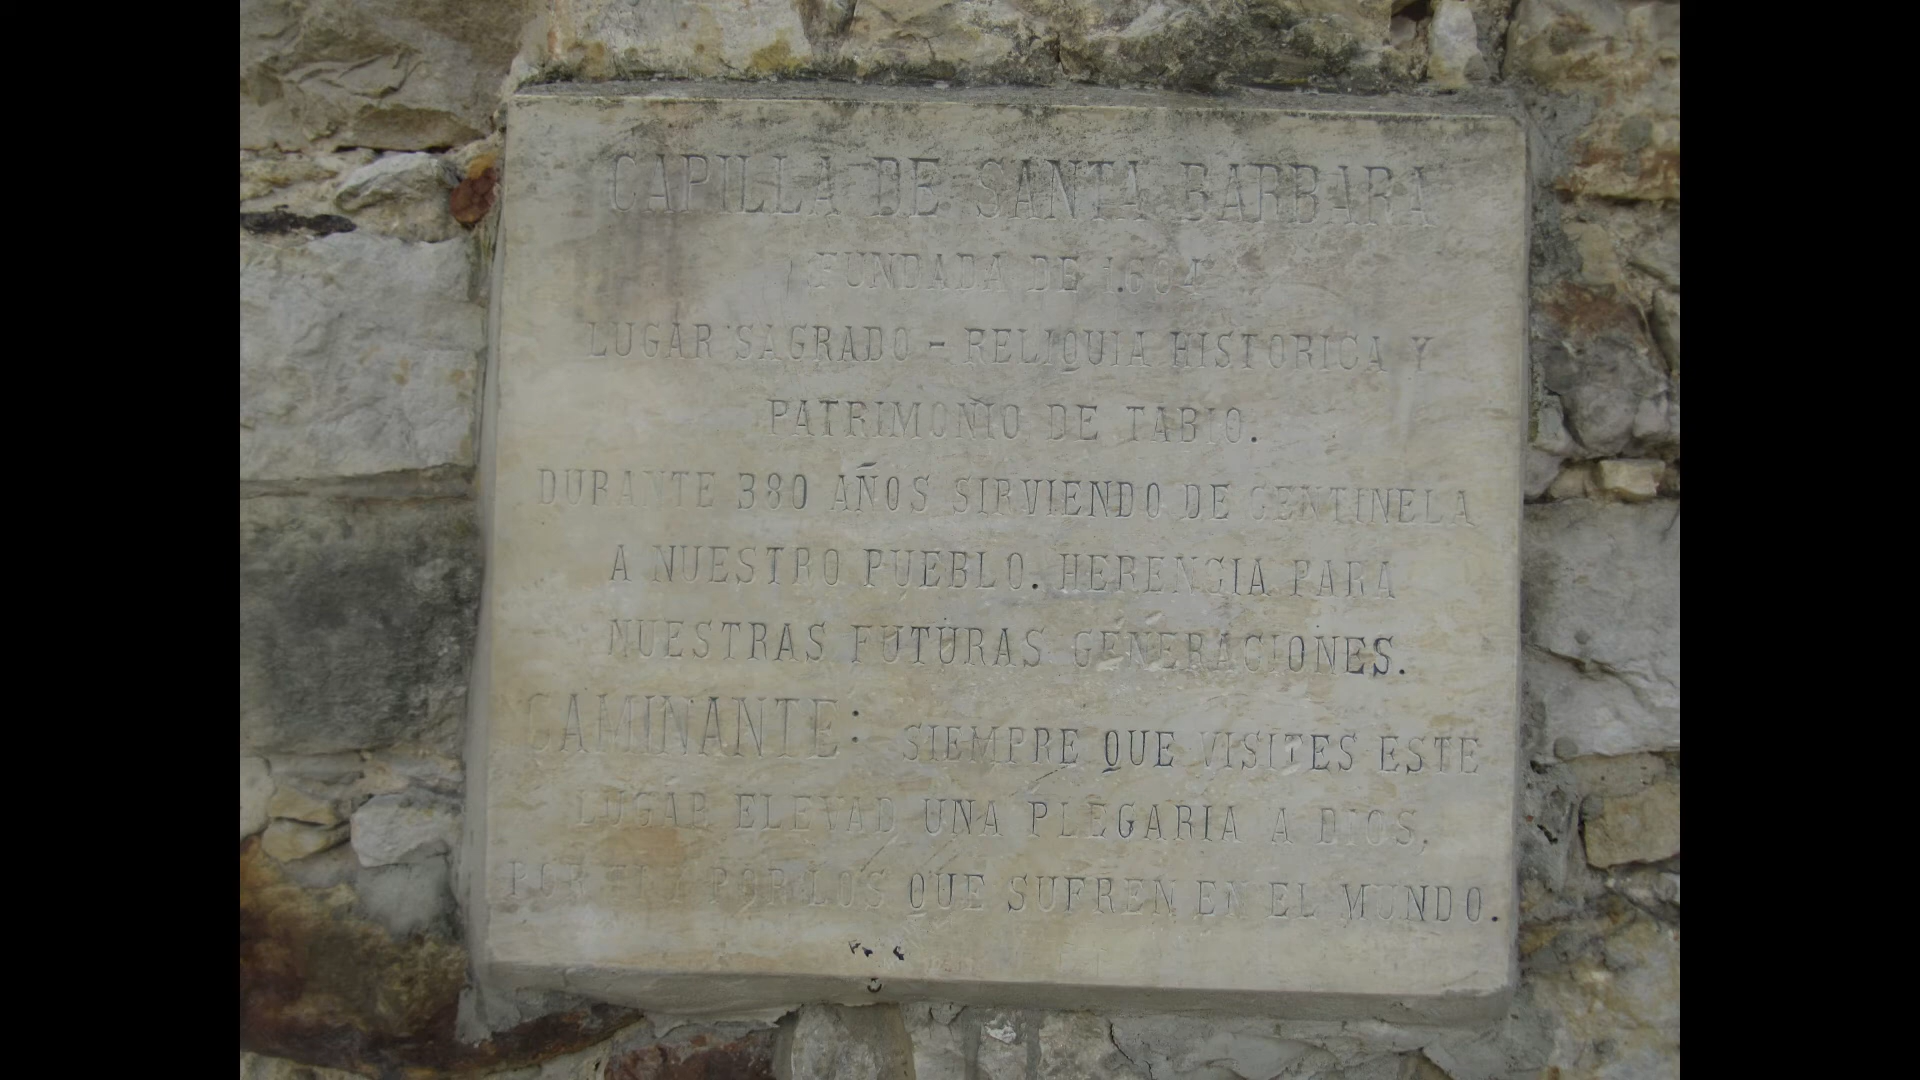 CAPILLA DE SANTA BARBARA
FUNDADA DE 1.604
LUGAR SAGRADO - RELIQUIA HISTORICA Y
PATRIMONIO DE TABIO.
DURANTE 380 AÑOS SIRVIENDO DE CENTINELA
A NUESTRO PUEBLO. HERENCIA PARA
NUESTRAS FUTURAS GENERACIONES.
CAMINANTE: SIEMPRE QUE VISITES ESTE
LUGAR ELEVAD UNA PLEGARIA A DIOS,
POR Y POR LOS QUE SUFREN EN EL MUNDO.